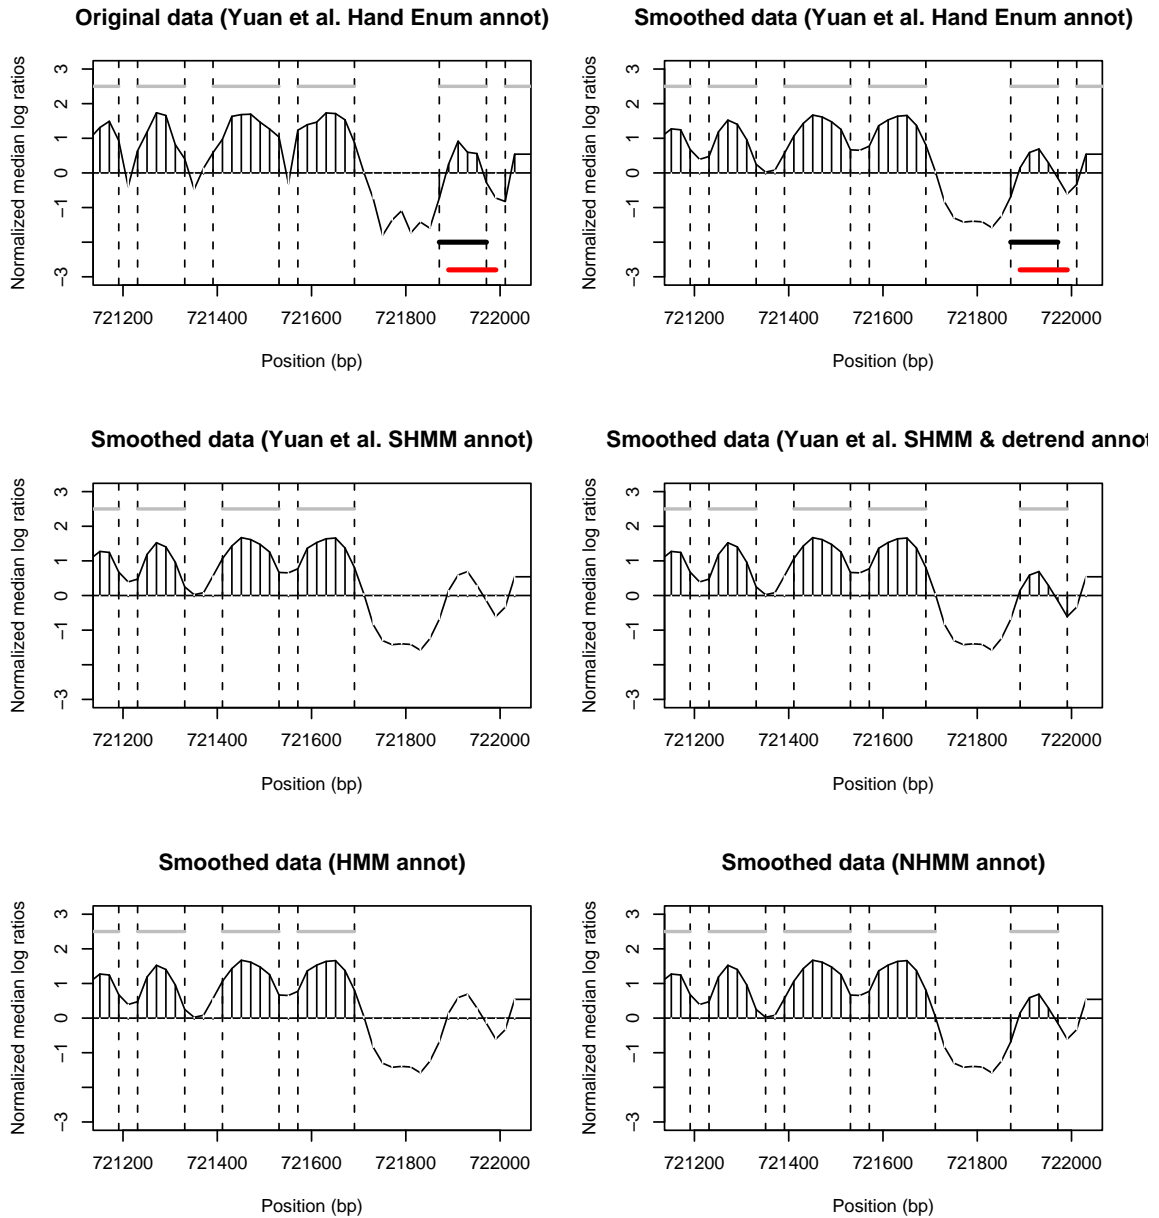 Original data (Yuan et al. Hand Enum annot)
Normalized median log ratios
3
2
1
0
−1
−3
721200 721400 721600 721800 722000
Position (bp)
Smoothed data (Yuan et al. Hand Enum annot)
Normalized median log ratios
3
2
1
0
−1
−3
721200 721400 721600 721800 722000
Position (bp)
Smoothed data (Yuan et al. SHMM annot)
Normalized median log ratios
3
2
1
0
−1
−3
721200 721400 721600 721800 722000
Position (bp)
Smoothed data (Yuan et al. SHMM & detrend annot
Normalized median log ratios
3
2
1
0
−1
−3
721200 721400 721600 721800 722000
Position (bp)
Smoothed data (HMM annot)
Normalized median log ratios
3
2
1
0
−1
−3
721200 721400 721600 721800 722000
Position (bp)
Smoothed data (NHMM annot)
Normalized median log ratios
3
2
1
0
−1
−3
721200 721400 721600 721800 722000
Position (bp)